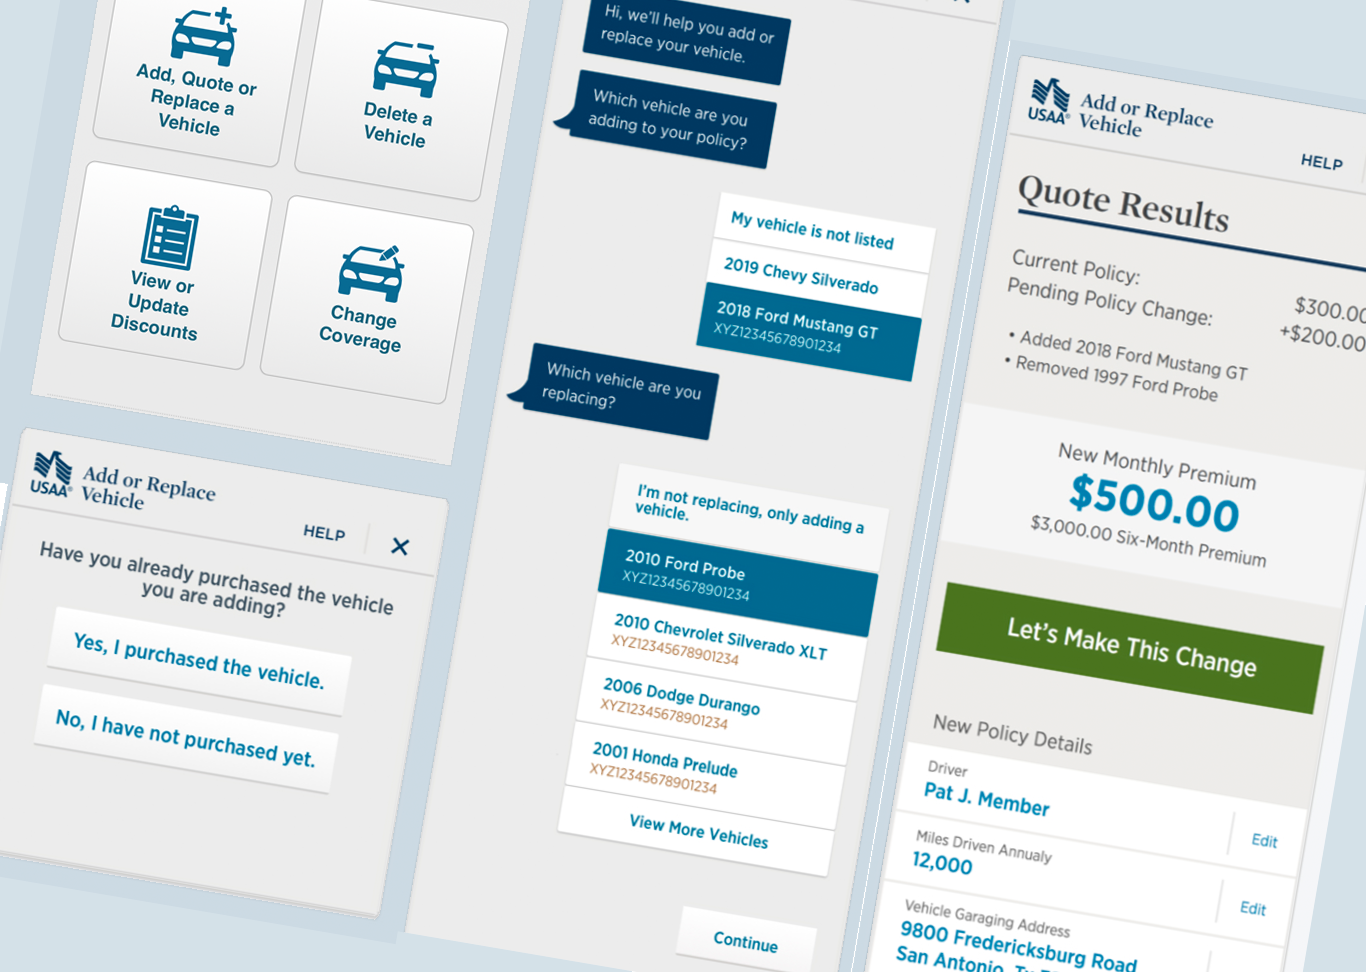 Add, Quote or
Replace a
Vehicle
Delete a
Vehicle
View or
Update
Discounts
Change
Coverage
USAA®
Add or Replace
Vehicle
HELP
Have you already purchased the vehicle
you are adding?
Yes, I purchased the vehicle.
No, I have not purchased yet.
Hi, we'll help you add or
replace your vehicle.
Which vehicle are you
adding to your policy?
My vehicle is not listed
2019 Chevy Silverado
2018 Ford Mustang GT
XYZ12345678901234
Which vehicle are you
replacing?
I'm not replacing, only adding a
vehicle.
2010 Ford Probe
XYZ12345678901234
2010 Chevrolet Silverado XLT
XYZ12345678901234
2006 Dodge Durango
XYZ12345678901234
2001 Honda Prelude
XYZ12345678901234
View More Vehicles
Continue
USAA®
Add or Replace
Vehicle
HELP
Quote Results
Current Policy: $300.00
Pending Policy Change: +$200.00
• Added 2018 Ford Mustang GT
• Removed 1997 Ford Probe
New Monthly Premium
$500.00
$3,000.00 Six-Month Premium
Let's Make This Change
New Policy Details
Driver
Pat J. Member
Edit
Miles Driven Annualy
12,000
Edit
Vehicle Garaging Address
9800 Fredericksburg Road
San Antonio,